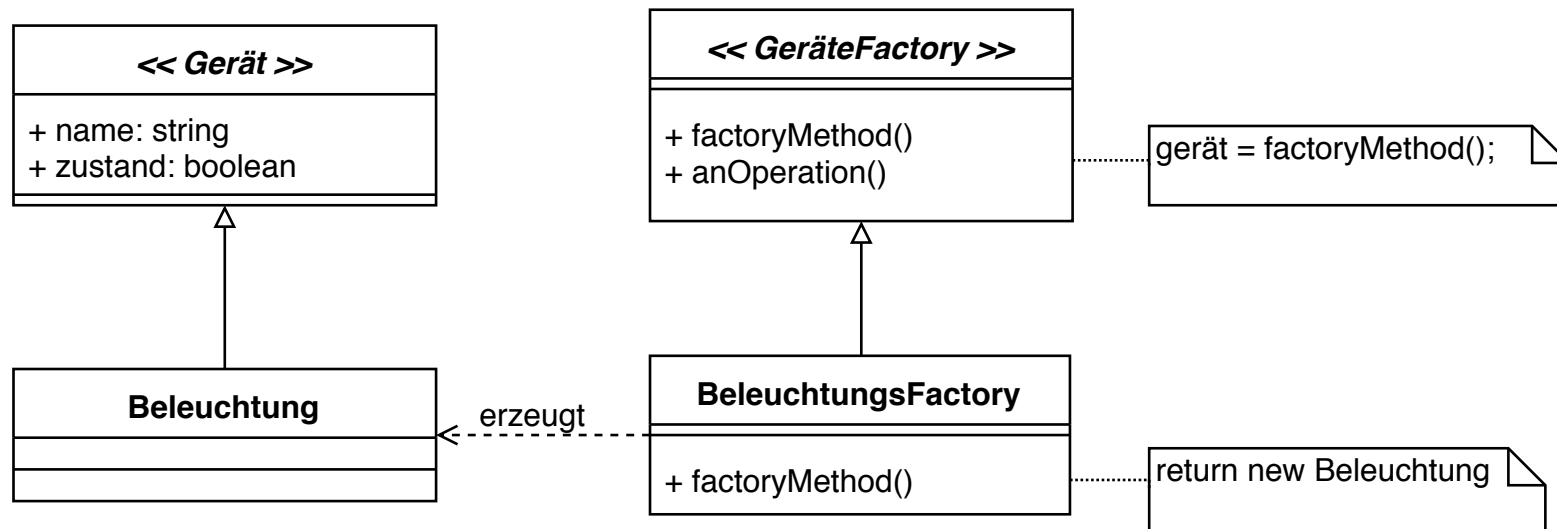 << Gerät >>
+ name: string
+ zustand: boolean
<< GeräteFactory >>
+ factoryMethod()
+ anOperation()
gerät = factoryMethod();
Beleuchtung
erzeugt
BeleuchtungsFactory
+ factoryMethod()
return new Beleuchtung